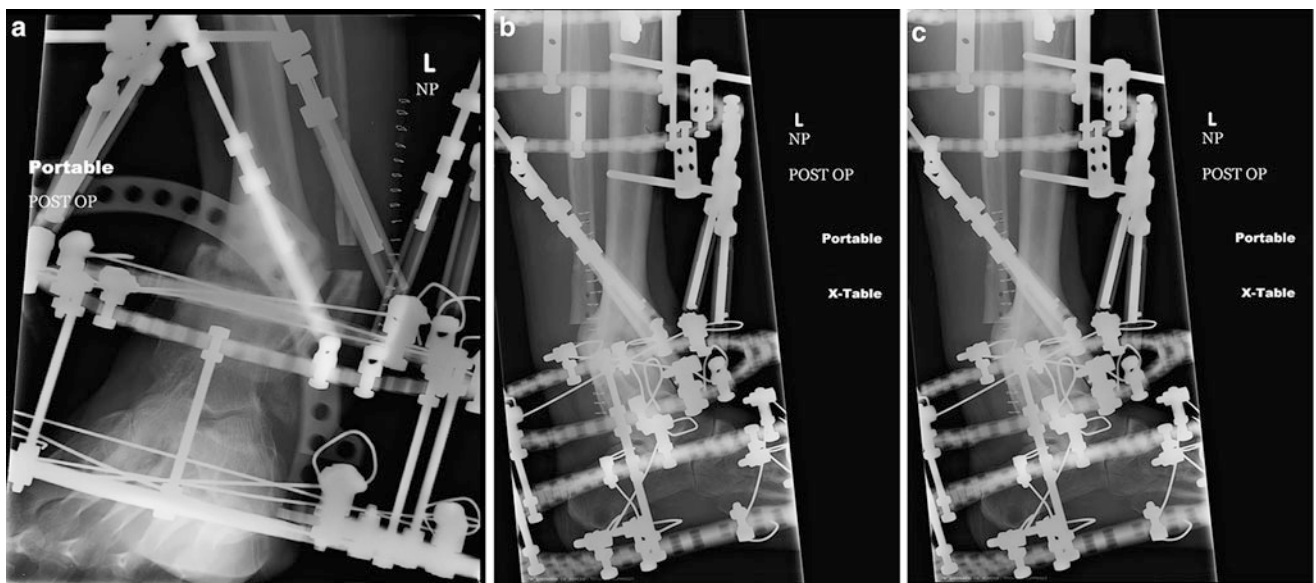 a
L
NP
Portable
POST OP
b
L
NP
POST OP
Portable
X-Table
c
L
NP
POST OP
Portable
X-Table